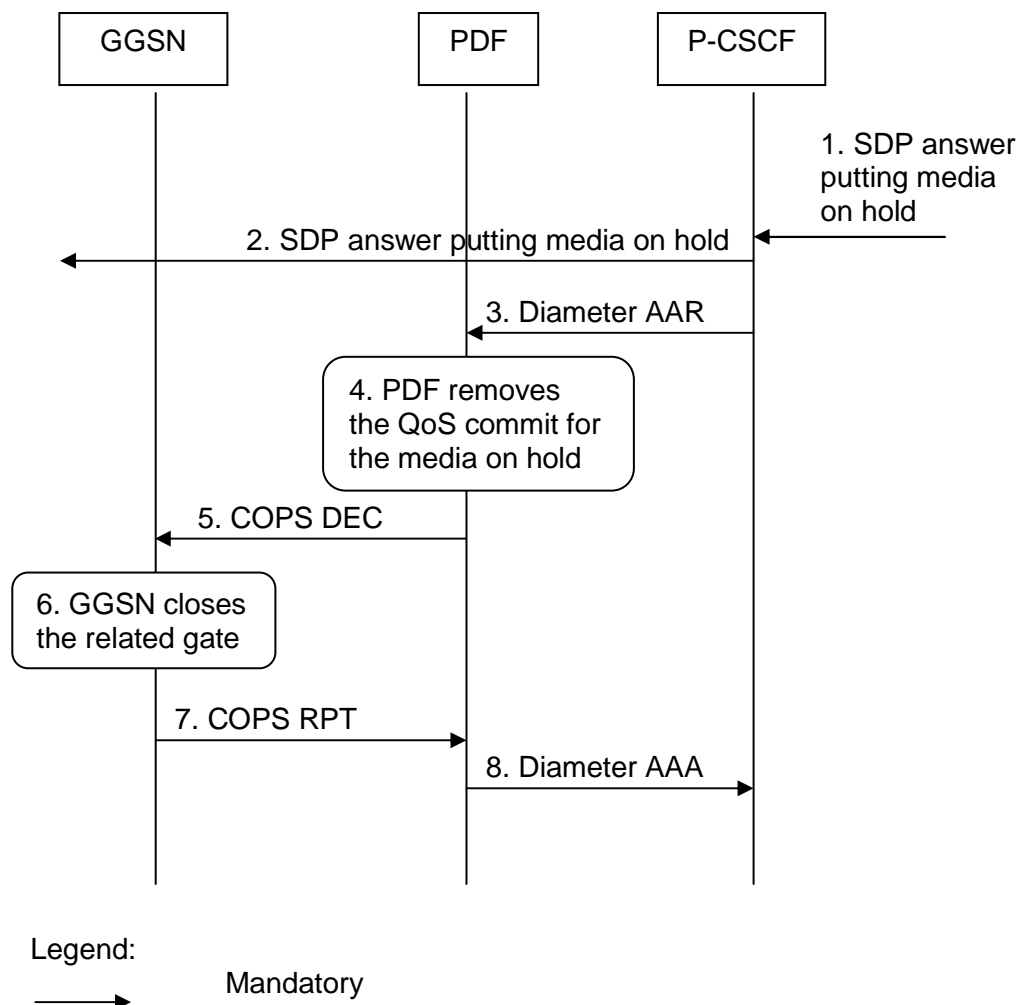 GGSN
PDF
P-CSCF
1. SDP answer
putting media
on hold
2. SDP answer putting media on hold
3. Diameter AAR
4. PDF removes
the QoS commit for
the media on hold
5. COPS DEC
6. GGSN closes
the related gate
7. COPS RPT
8. Diameter AAA
Legend:
Mandatory